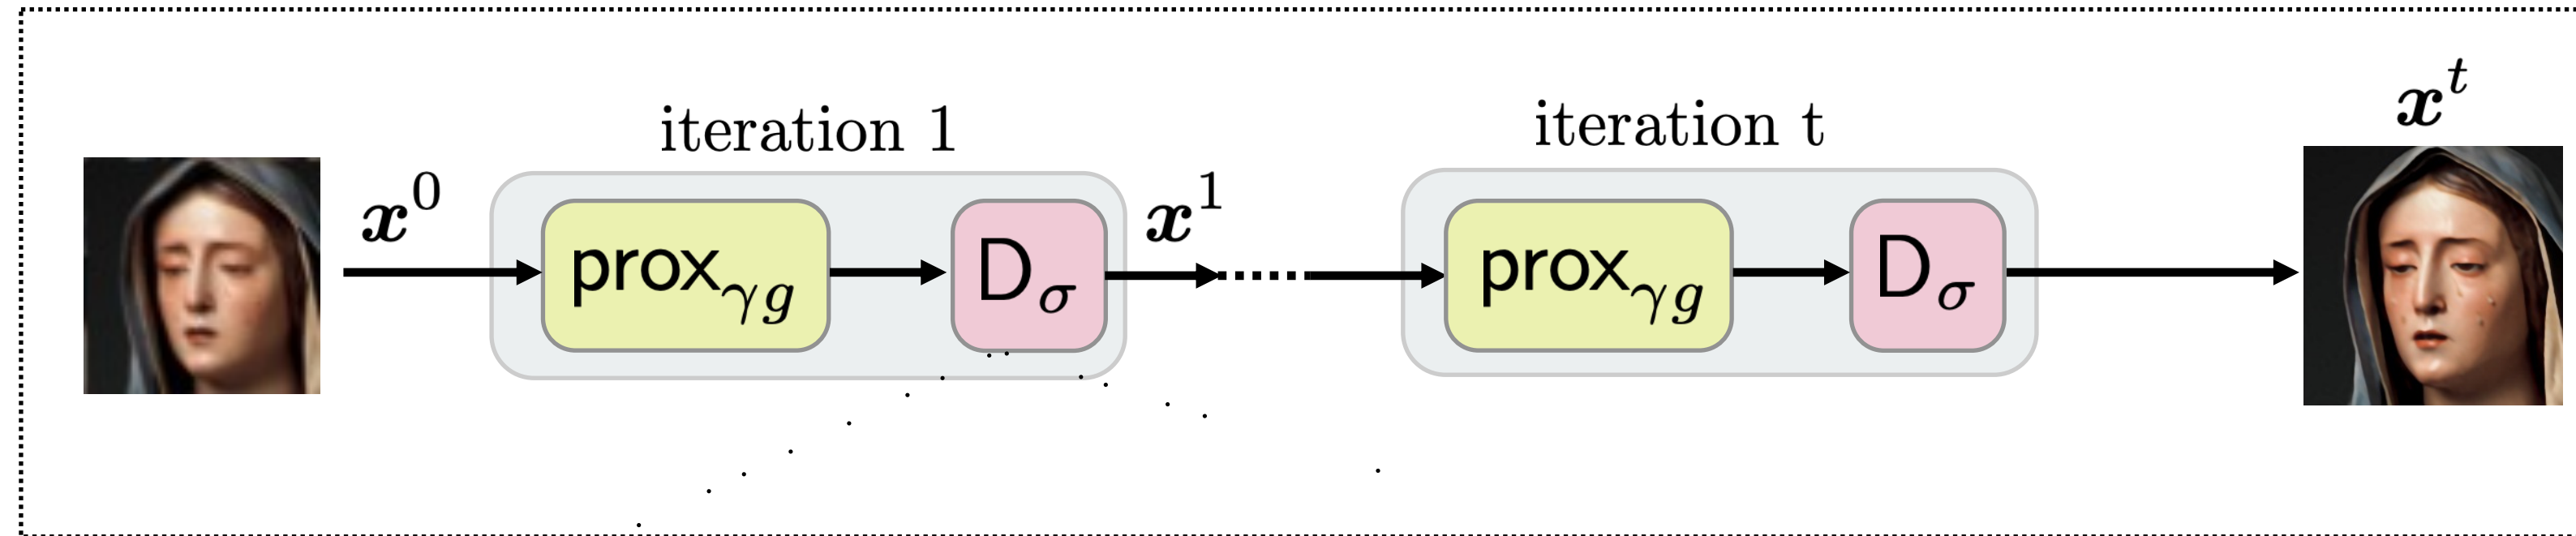 iteration 1
iteration t
x^t
x^0
prox_γg
D_σ
x^1
prox_γg
D_σ